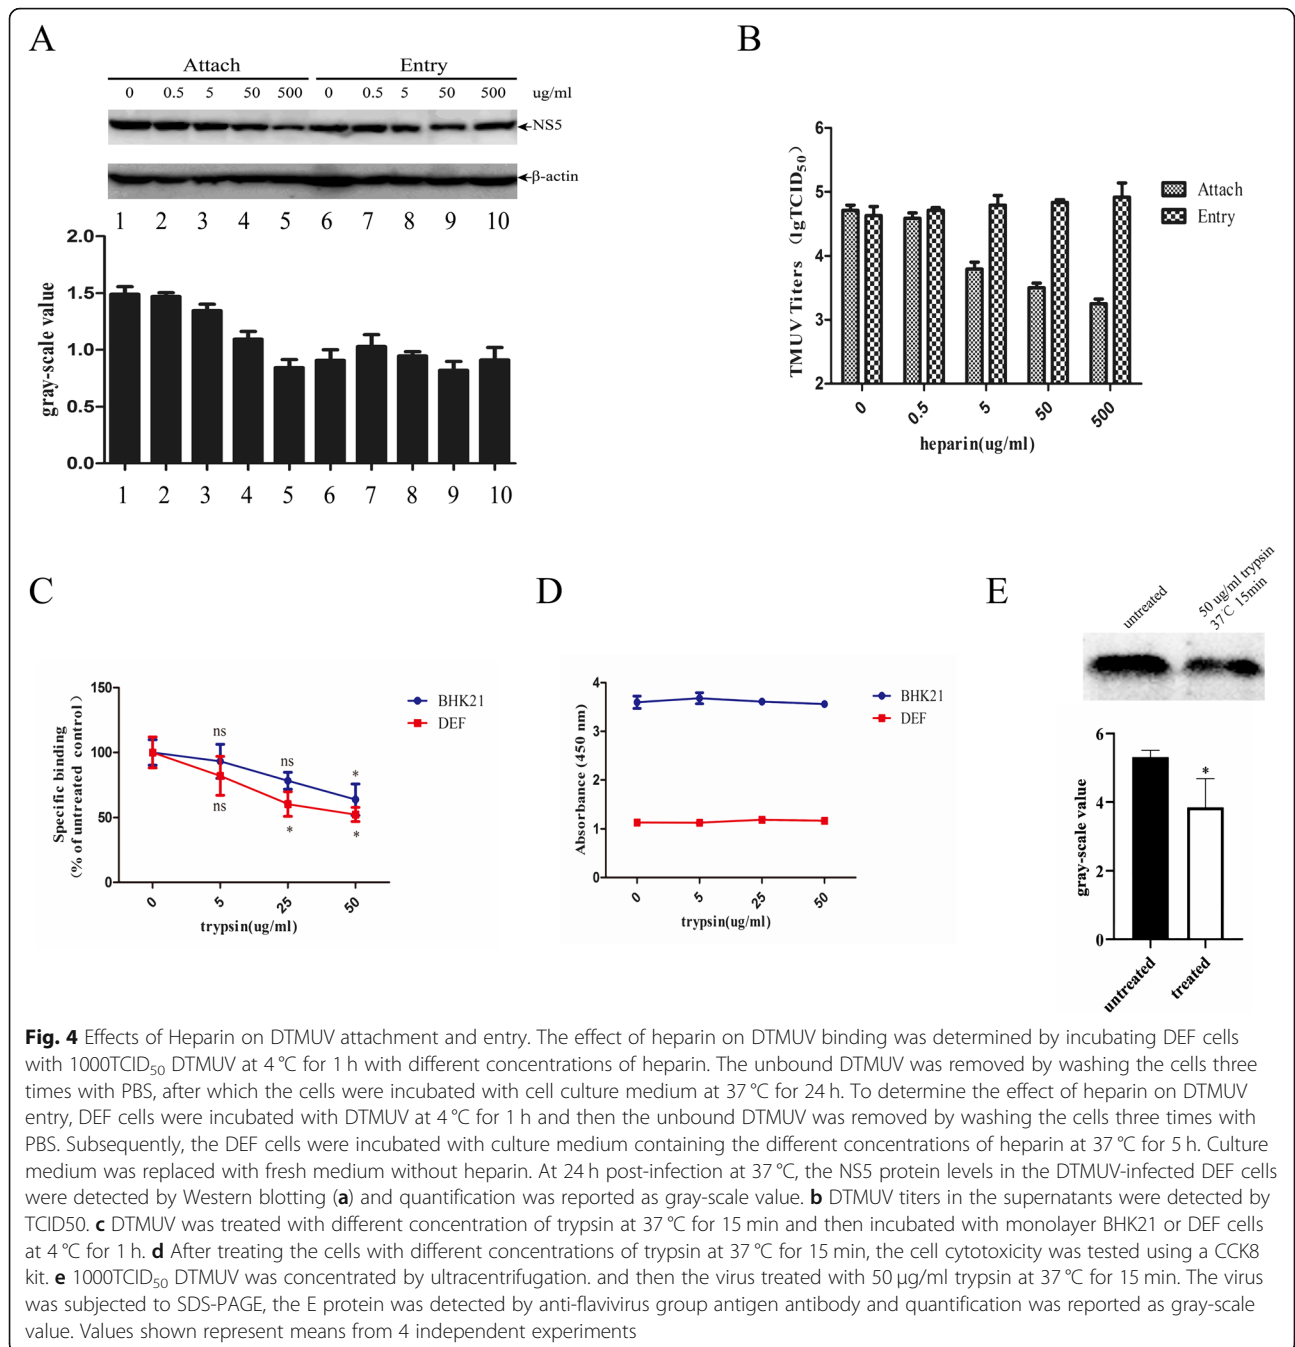 A
Attach Entry
0 0.5 5 50 500 0 0.5 5 50 500 ug/ml
NS5
β-actin
1 2 3 4 5 6 7 8 9 10
gray-scale value
2.0
1.5
1.0
0.5
0.0
1 2 3 4 5 6 7 8 9 10
B
TMUV Titers (lgTCID50)
6
5
4
3
2
0 0.5 5 50 500
heparin(ug/ml)
Attach
Entry
C
Specific binding
(% of untreated control)
150
100
50
0
ns
ns
ns
*
*
*
0 5 25 50
trypsin(ug/ml)
BHK21
DEF
D
Absorbance (450 nm)
4
3
2
1
0
0 5 25 50
trypsin(ug/ml)
BHK21
DEF
E
untreated
50 ug/ml trypsin
37°C 15min
gray-scale value
6
4
2
0
*
untreated
treated
Fig. 4 Effects of Heparin on DTMUV attachment and entry. The effect of heparin on DTMUV binding was determined by incubating DEF cells
with 1000TCID50 DTMUV at 4 °C for 1 h with different concentrations of heparin. The unbound DTMUV was removed by washing the cells three
times with PBS, after which the cells were incubated with cell culture medium at 37 °C for 24 h. To determine the effect of heparin on DTMUV
entry, DEF cells were incubated with DTMUV at 4 °C for 1 h and then the unbound DTMUV was removed by washing the cells three times with
PBS. Subsequently, the DEF cells were incubated with culture medium containing the different concentrations of heparin at 37 °C for 5 h. Culture
medium was replaced with fresh medium without heparin. At 24 h post-infection at 37 °C, the NS5 protein levels in the DTMUV-infected DEF cells
were detected by Western blotting (a) and quantification was reported as gray-scale value. b DTMUV titers in the supernatants were detected by
TCID50. c DTMUV was treated with different concentration of trypsin at 37 °C for 15 min and then incubated with monolayer BHK21 or DEF cells
at 4 °C for 1 h. d After treating the cells with different concentrations of trypsin at 37 °C for 15 min, the cell cytotoxicity was tested using a CCK8
kit. e 1000TCID50 DTMUV was concentrated by ultracentrifugation. and then the virus treated with 50 μg/ml trypsin at 37 °C for 15 min. The virus
was subjected to SDS-PAGE, the E protein was detected by anti-flavivirus group antigen antibody and quantification was reported as gray-scale
value. Values shown represent means from 4 independent experiments